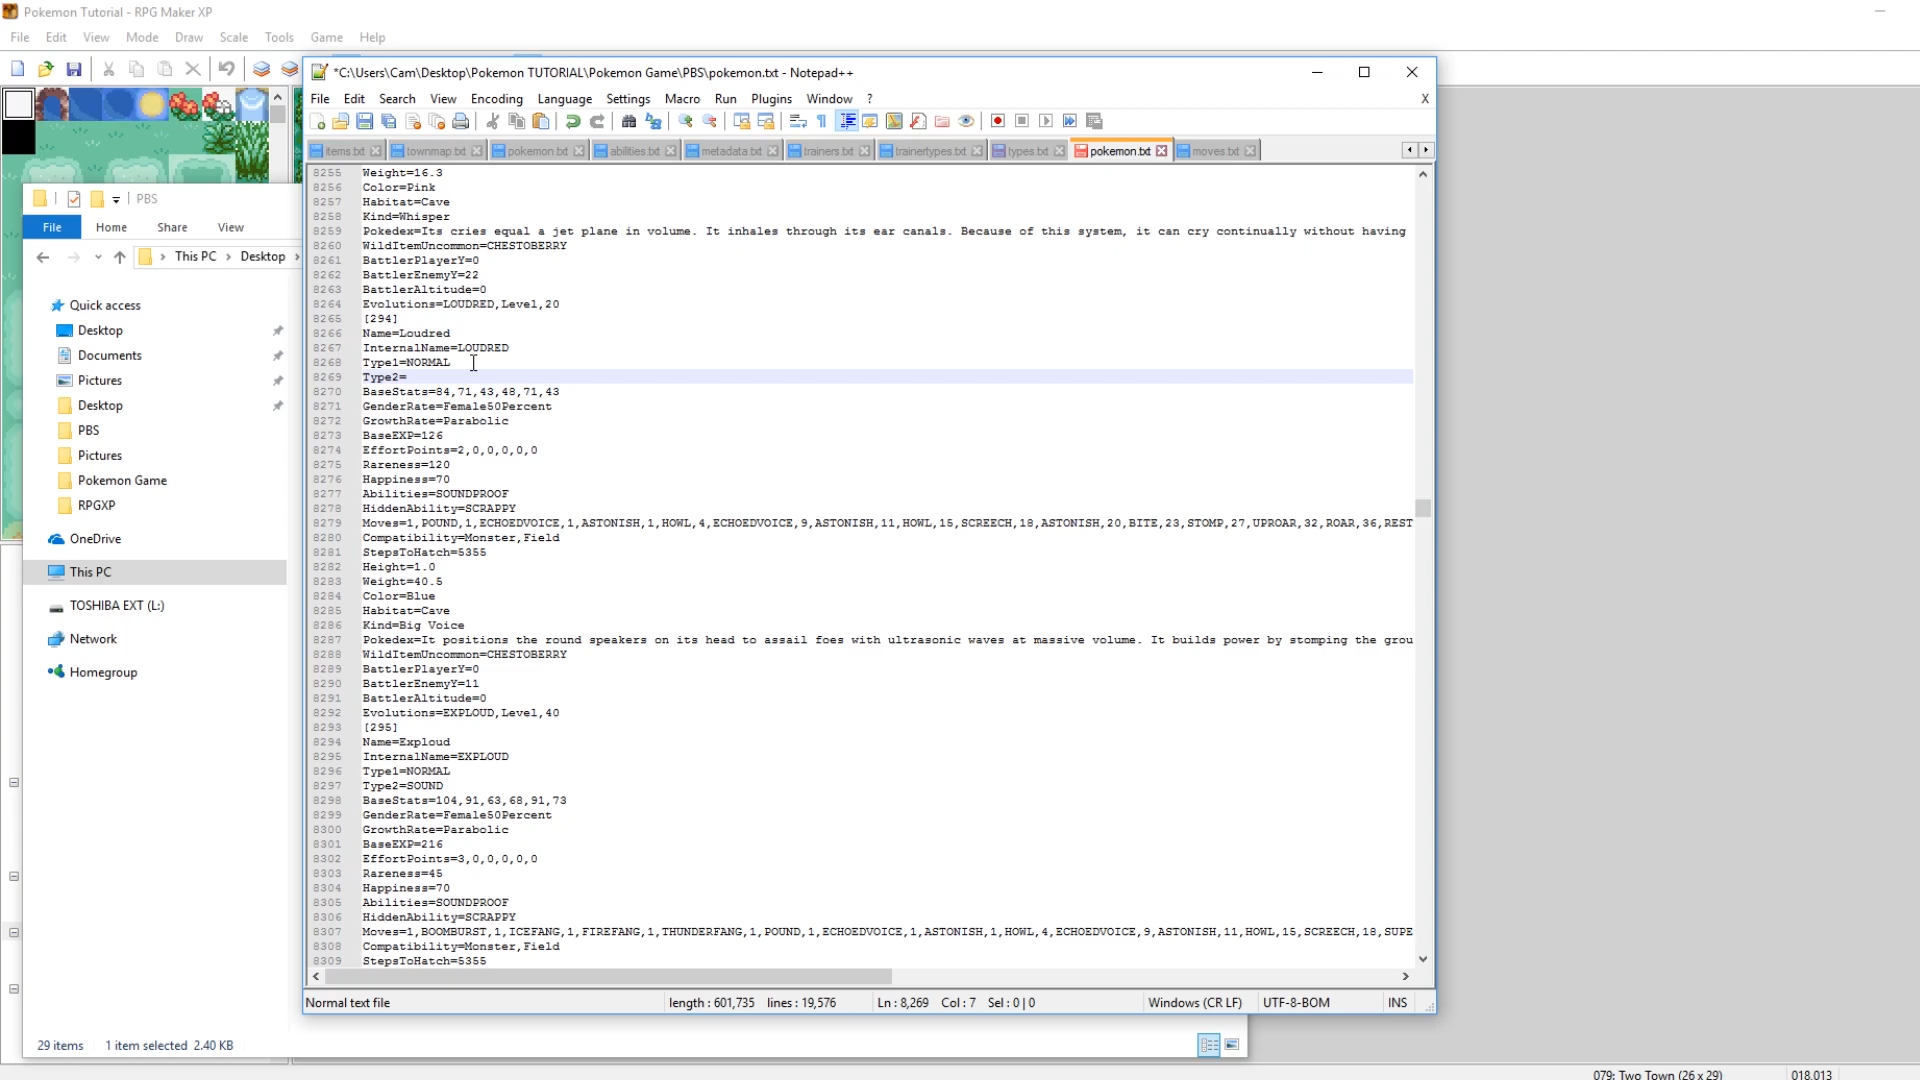 Pokemon Tutorial - RPG Maker XP
File Edit View Mode Draw Scale Tools Game Help
*C:\Users\Cam\Desktop\Pokemon TUTORIAL\Pokemon Game\PBS\pokemon.txt - Notepad++
File Edit Search View Encoding Language Settings Macro Run Plugins Window ? X
items.txt townmap.txt pokemon.txt abilities.txt metadata.txt trainers.txt trainertypes.txt types.txt pokemon.txt moves.txt
PBS
File Home Share View
This PC > Desktop >
Quick access
Desktop
Documents
Pictures
Desktop
PBS
Pictures
Pokemon Game
RPGXP
OneDrive
This PC
TOSHIBA EXT (L:)
Network
Homegroup
29 items 1 item selected 2.40 KB
8255 Weight=16.3
8256 Color=Pink
8257 Habitat=Cave
8258 Kind=Whisper
8259 Pokedex=Its cries equal a jet plane in volume. It inhales through its ear canals. Because of this system, it can cry continually without having
8260 WildItemUncommon=CHESTOBERRY
8261 BattlerPlayerY=0
8262 BattlerEnemyY=22
8263 BattlerAltitude=0
8264 Evolutions=LOUDRED,Level,20
8265 [294]
8266 Name=Loudred
8267 InternalName=LOUDRED
8268 Type1=NORMAL
8269 Type2=
8270 BaseStats=84,71,43,48,71,43
8271 GenderRate=Female50Percent
8272 GrowthRate=Parabolic
8273 BaseEXP=126
8274 EffortPoints=2,0,0,0,0,0
8275 Rareness=120
8276 Happiness=70
8277 Abilities=SOUNDPROOF
8278 HiddenAbility=SCRAPPY
8279 Moves=1,POUND,1,ECHOEDVOICE,1,ASTONISH,1,HOWL,4,ECHOEDVOICE,9,ASTONISH,11,HOWL,15,SCREECH,18,ASTONISH,20,BITE,23,STOMP,27,UPROAR,32,ROAR,36,REST
8280 Compatibility=Monster,Field
8281 StepsToHatch=5355
8282 Height=1.0
8283 Weight=40.5
8284 Color=Blue
8285 Habitat=Cave
8286 Kind=Big Voice
8287 Pokedex=It positions the round speakers on its head to assail foes with ultrasonic waves at massive volume. It builds power by stomping the grou
8288 WildItemUncommon=CHESTOBERRY
8289 BattlerPlayerY=0
8290 BattlerEnemyY=11
8291 BattlerAltitude=0
8292 Evolutions=EXPLOUD,Level,40
8293 [295]
8294 Name=Exploud
8295 InternalName=EXPLOUD
8296 Type1=NORMAL
8297 Type2=SOUND
8298 BaseStats=104,91,63,68,91,73
8299 GenderRate=Female50Percent
8300 GrowthRate=Parabolic
8301 BaseEXP=216
8302 EffortPoints=3,0,0,0,0,0
8303 Rareness=45
8304 Happiness=70
8305 Abilities=SOUNDPROOF
8306 HiddenAbility=SCRAPPY
8307 Moves=1,BOOMBURST,1,ICEFANG,1,FIREFANG,1,THUNDERFANG,1,POUND,1,ECHOEDVOICE,1,ASTONISH,1,HOWL,4,ECHOEDVOICE,9,ASTONISH,11,HOWL,15,SCREECH,18,SUPE
8308 Compatibility=Monster,Field
8309 StepsToHatch=5355
Normal text file length : 601,735 lines : 19,576 Ln : 8,269 Col : 7 Sel : 0 | 0 Windows (CR LF) UTF-8-BOM INS
079: Two Town (26 x 29) 018.013